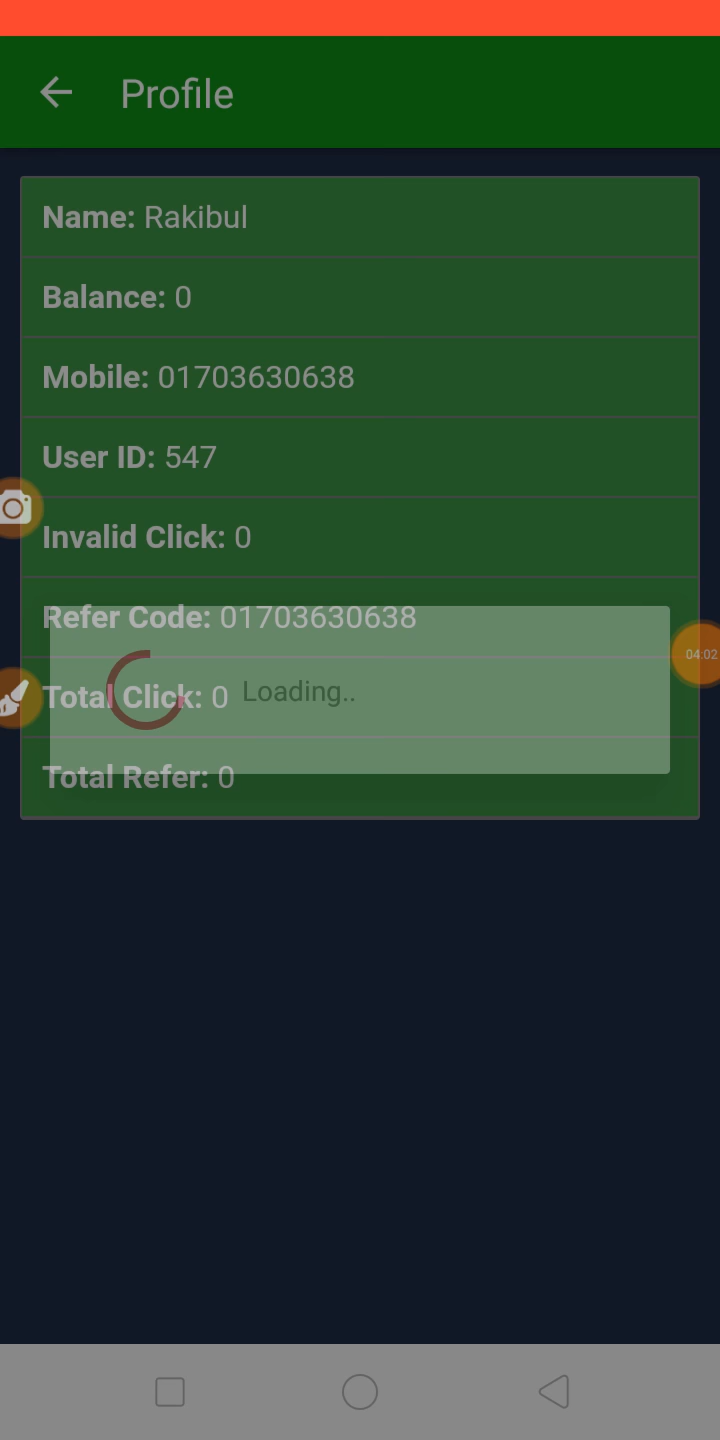 Profile
Name: Rakibul
Balance: 0
Mobile: 01703630638
User ID: 547
Invalid Click: 0
Refer Code: 01703630638
04:02
Total Click: 0
Loading..
Total Refer: 0